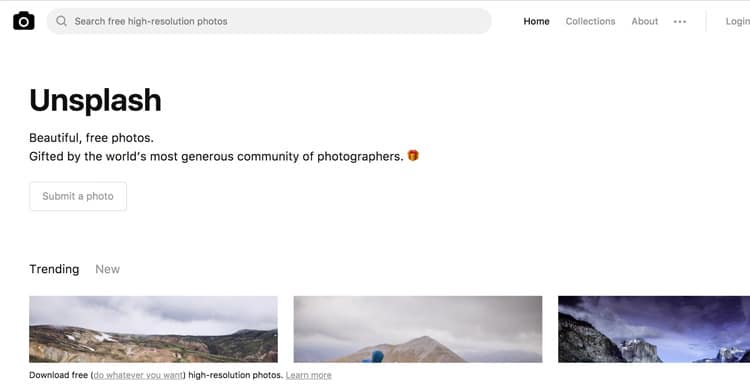 Search free high-resolution photos
Home Collections About ••• Login
Unsplash
Beautiful, free photos.
Gifted by the world's most generous community of photographers. 🎁
Submit a photo
Trending New
Download free (do whatever you want) high-resolution photos. Learn more